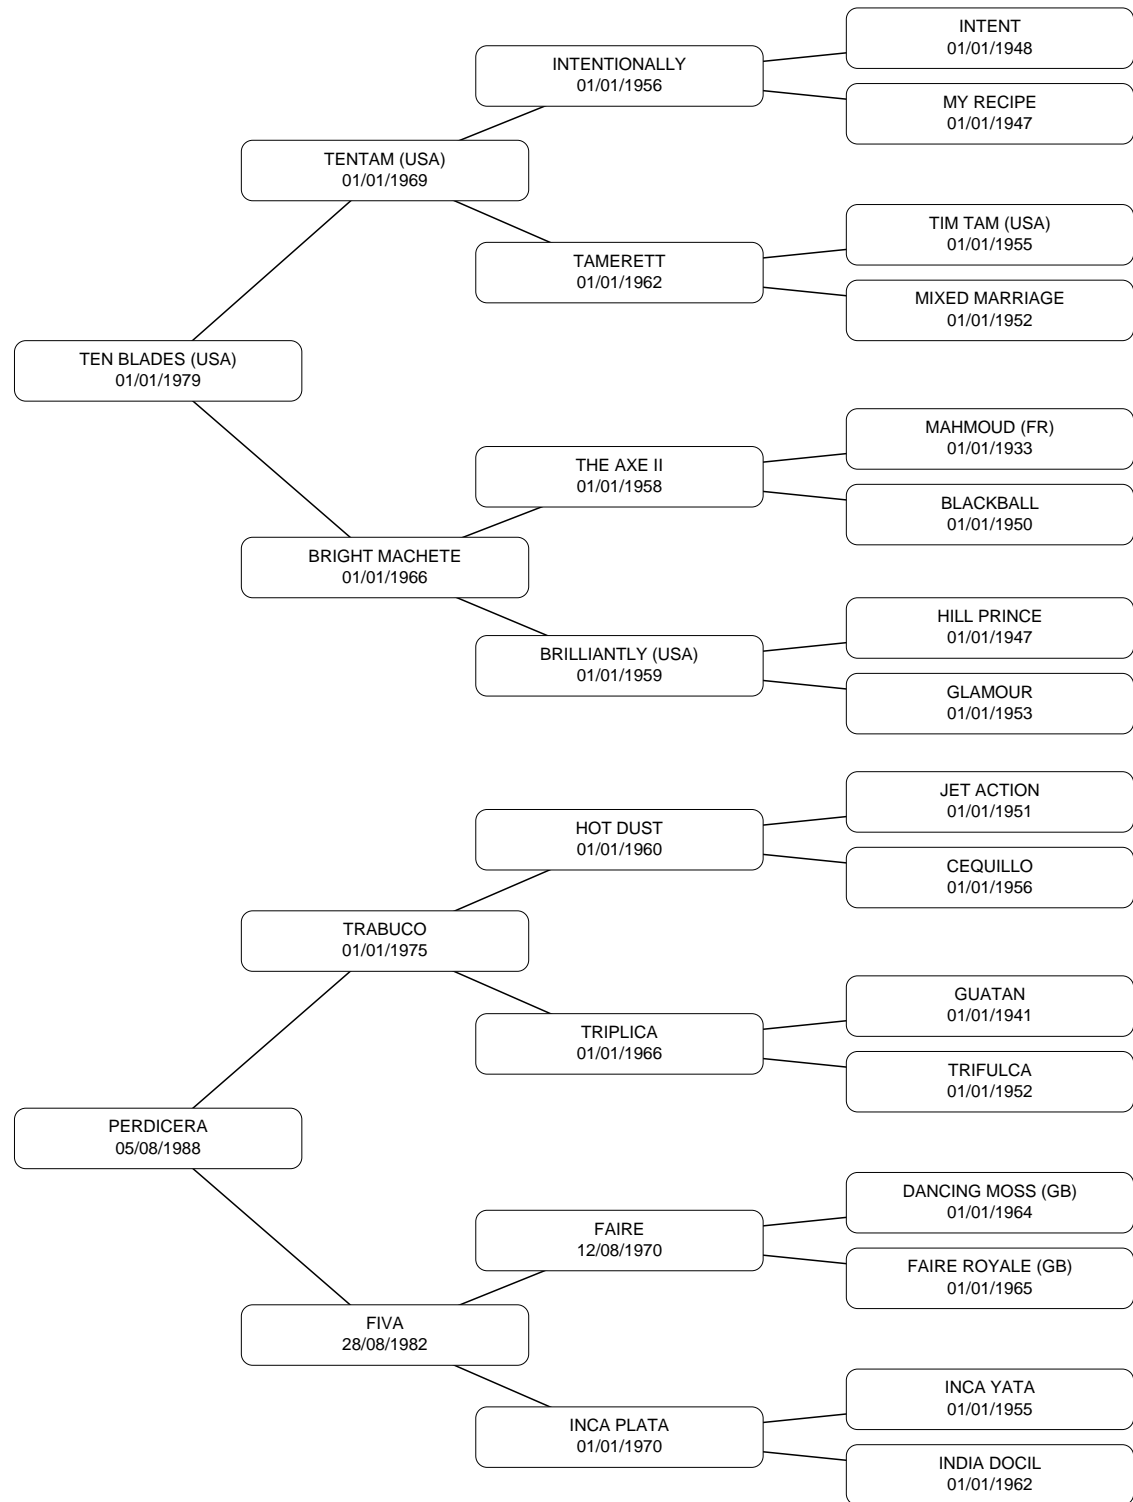 INTENT
01/01/1948
INTENTIONALLY
01/01/1956
MY RECIPE
01/01/1947
TENTAM (USA)
01/01/1969
TIM TAM (USA)
01/01/1955
TAMERETT
01/01/1962
MIXED MARRIAGE
01/01/1952
TEN BLADES (USA)
01/01/1979
MAHMOUD (FR)
01/01/1933
THE AXE II
01/01/1958
BLACKBALL
01/01/1950
BRIGHT MACHETE
01/01/1966
HILL PRINCE
01/01/1947
BRILLIANTLY (USA)
01/01/1959
GLAMOUR
01/01/1953
JET ACTION
01/01/1951
HOT DUST
01/01/1960
CEQUILLO
01/01/1956
TRABUCO
01/01/1975
GUATAN
01/01/1941
TRIPLICA
01/01/1966
TRIFULCA
01/01/1952
PERDICERA
05/08/1988
DANCING MOSS (GB)
01/01/1964
FAIRE
12/08/1970
FAIRE ROYALE (GB)
01/01/1965
FIVA
28/08/1982
INCA YATA
01/01/1955
INCA PLATA
01/01/1970
INDIA DOCIL
01/01/1962